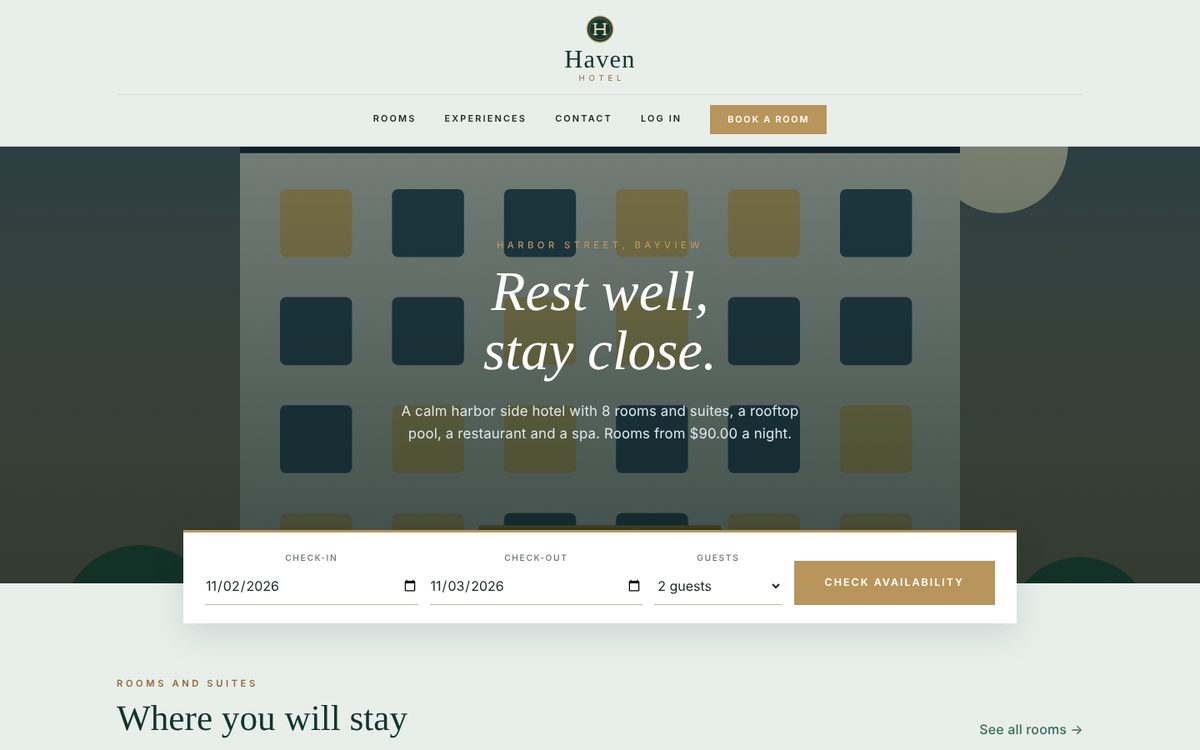 H
Haven
HOTEL
ROOMS EXPERIENCES CONTACT LOG IN BOOK A ROOM
HARBOR STREET, BAYVIEW
Rest well,
stay close.
A calm harbor side hotel with 8 rooms and suites, a rooftop
pool, a restaurant and a spa. Rooms from $90.00 a night.
CHECK-IN CHECK-OUT GUESTS
11/02/2026 11/03/2026 2 guests CHECK AVAILABILITY
ROOMS AND SUITES
Where you will stay
See all rooms →